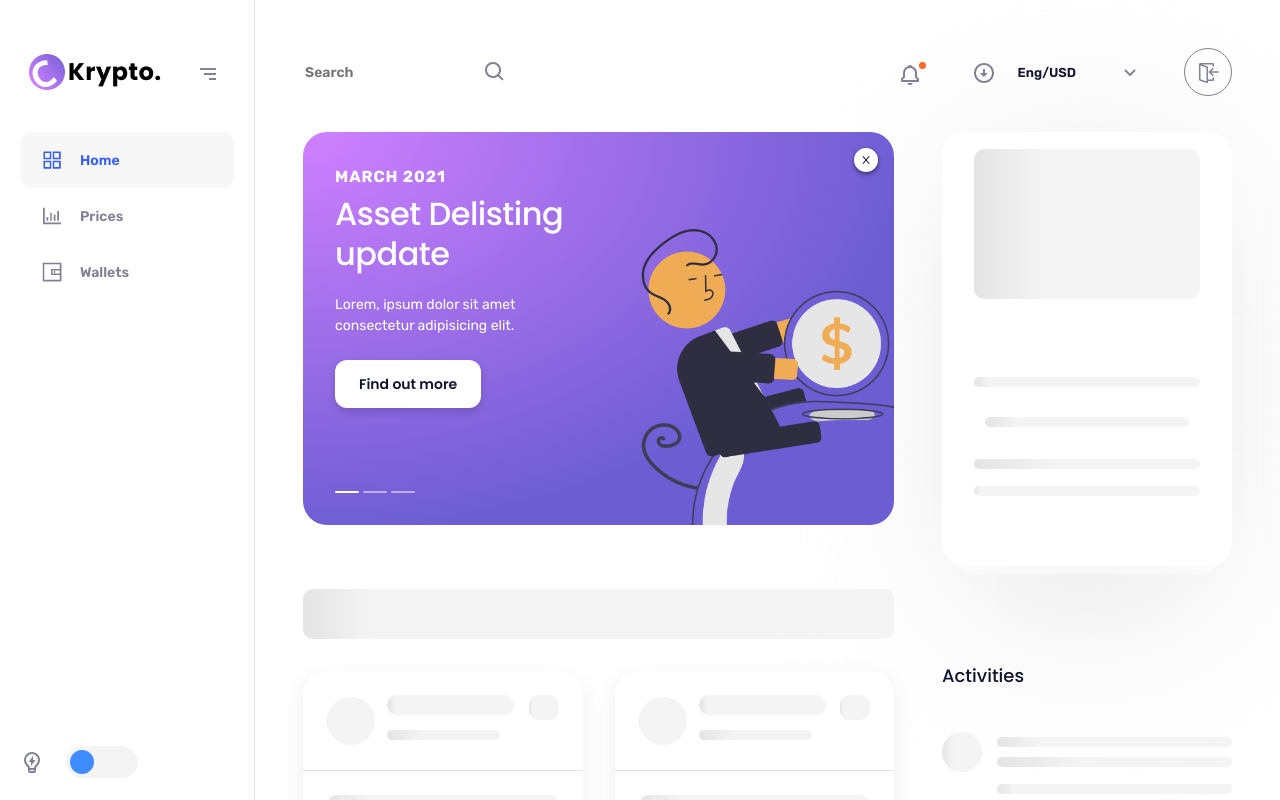 Krypto.
Home
Prices
Wallets
Search
Eng/USD
MARCH 2021
Asset Delisting
update
Lorem, ipsum dolor sit amet
consectetur adipisicing elit.
Find out more
X
$
Activities